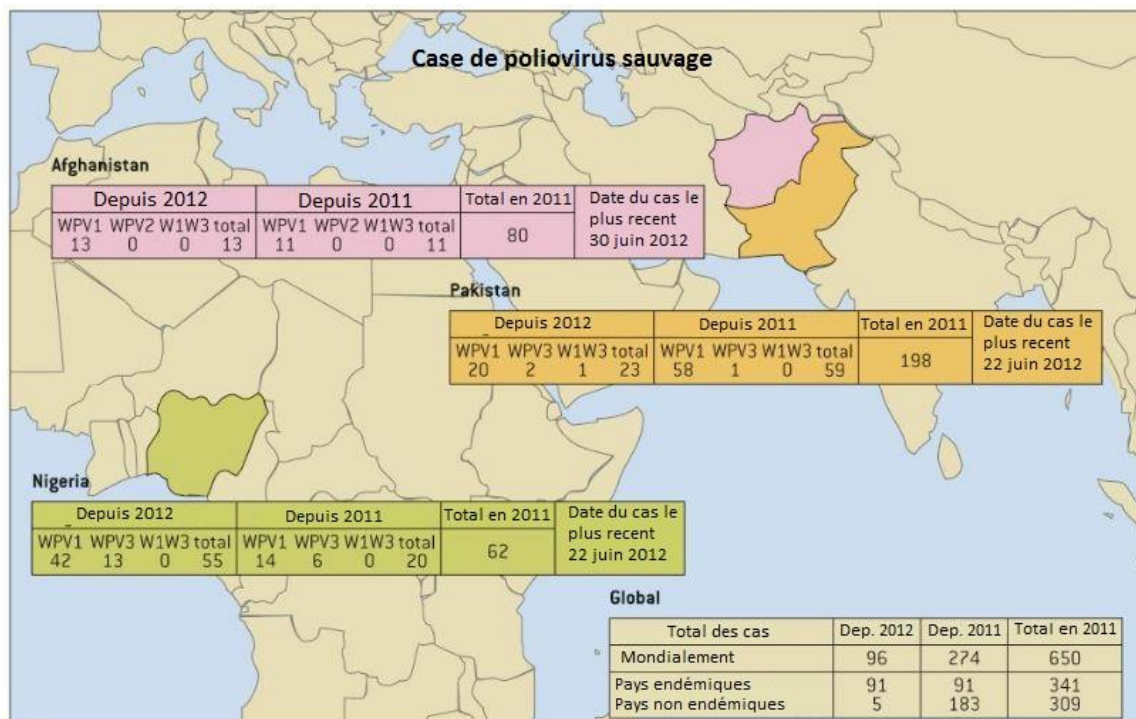 Case de poliovirus sauvage
Afghanistan
Depuis 2012 Depuis 2011 Total en 2011 Date du cas le
plus recent
30 juin 2012
WPV1 WPV2 W1W3 total WPV1 WPV2 W1W3 total
13 0 0 13 11 0 0 11 80
Pakistan
Depuis 2012 Depuis 2011 Total en 2011 Date du cas le
plus recent
22 juin 2012
WPV1 WPV3 W1W3 total WPV1 WPV3 W1W3 total
20 2 1 23 58 1 0 59 198
Nigeria
Depuis 2012 Depuis 2011 Total en 2011 Date du cas le
plus recent
22 juin 2012
WPV1 WPV3 W1W3 total WPV1 WPV3 W1W3 total
42 13 0 55 14 6 0 20 62
Global
Total des cas Dep. 2012 Dep. 2011 Total en 2011
Mondialement 96 274 650
Pays endémiques 91 91 341
Pays non endémiques 5 183 309